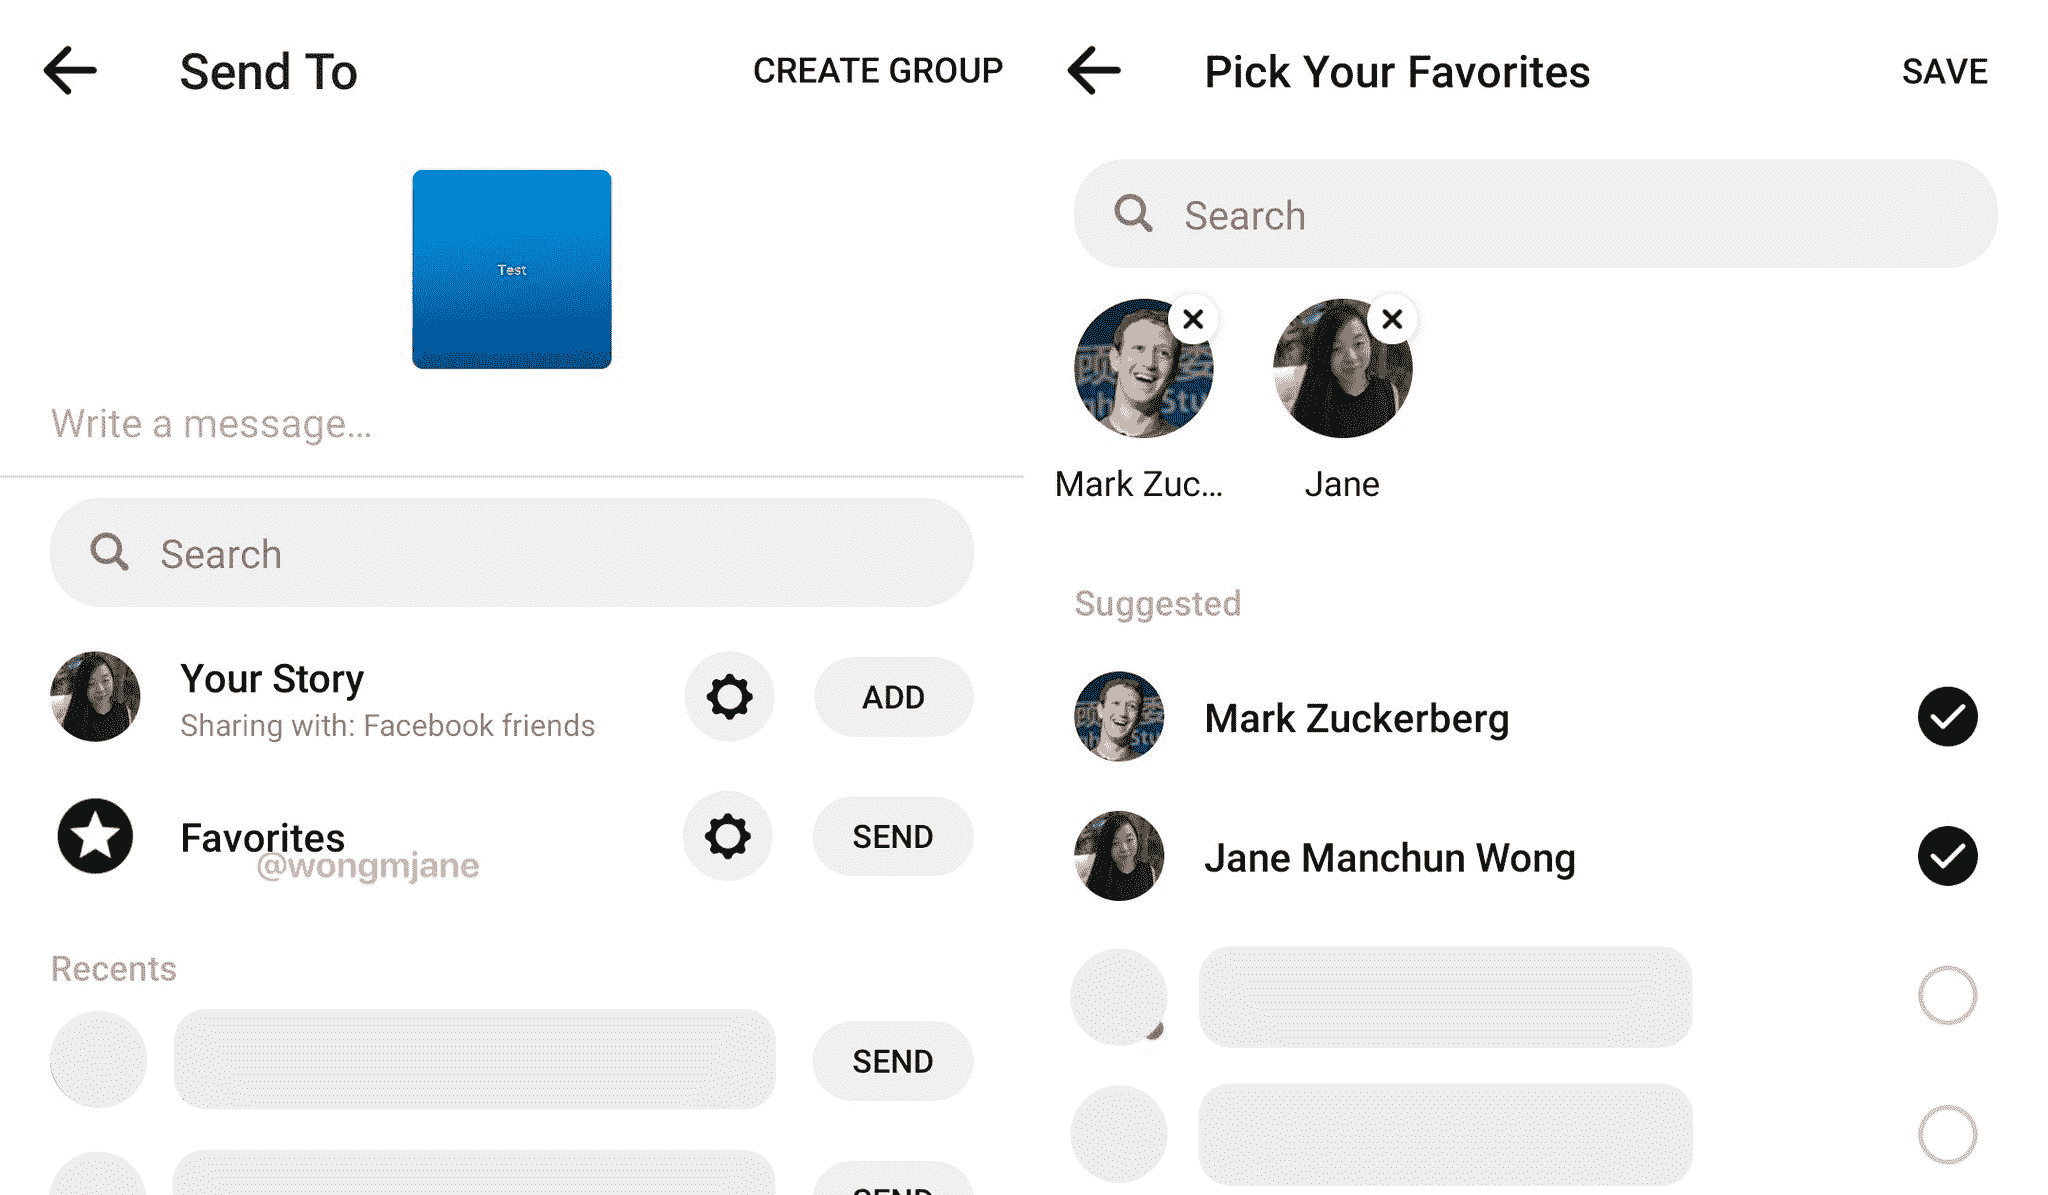 Send To
CREATE GROUP
Test
Write a message...
Search
Your Story
Sharing with: Facebook friends
ADD
Favorites
SEND
@wongmjane
Recents
SEND
SEND
Pick Your Favorites
SAVE
Search
Mark Zuc...
Jane
Suggested
Mark Zuckerberg
Jane Manchun Wong